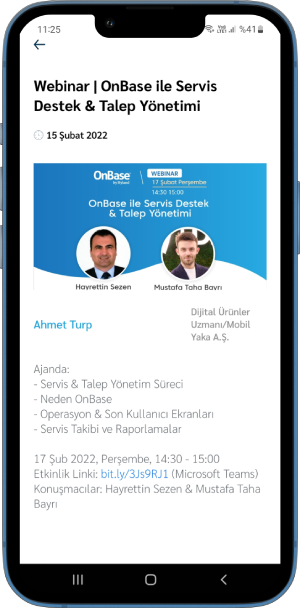 11:25
%41
Webinar | OnBase ile Servis
Destek & Talep Yönetimi
15 Şubat 2022
OnBase
by Hyland
WEBINAR
17 Şubat Perşembe
14:30 15:00
OnBase ile Servis Destek
& Talep Yönetimi
Hayrettin Sezen
Mustafa Taha Bayrı
Ahmet Turp
Dijital Ürünler
Uzmanı/Mobil
Yaka A.Ş.
Ajanda:
- Servis & Talep Yönetim Süreci
- Neden OnBase
- Operasyon & Son Kullanıcı Ekranları
- Servis Takibi ve Raporlamalar
17 Şub 2022, Perşembe, 14:30 - 15:00
Etkinlik Linki: bit.ly/3Js9RJ1 (Microsoft Teams)
Konuşmacılar: Hayrettin Sezen & Mustafa Taha
Bayrı